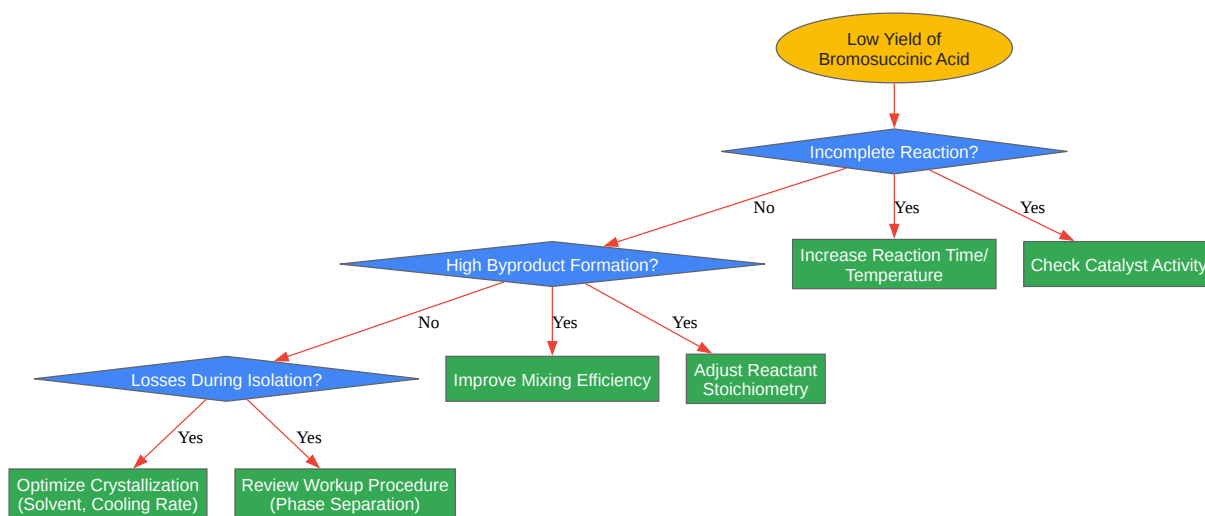 Low Yield of
Bromosuccinic Acid
Incomplete Reaction?
No
Yes
Yes
High Byproduct Formation?
Increase Reaction Time/
Temperature
Check Catalyst Activity
No
Yes
Yes
Losses During Isolation?
Improve Mixing Efficiency
Adjust Reactant
Stoichiometry
Yes
Yes
Optimize Crystallization
(Solvent, Cooling Rate)
Review Workup Procedure
(Phase Separation)